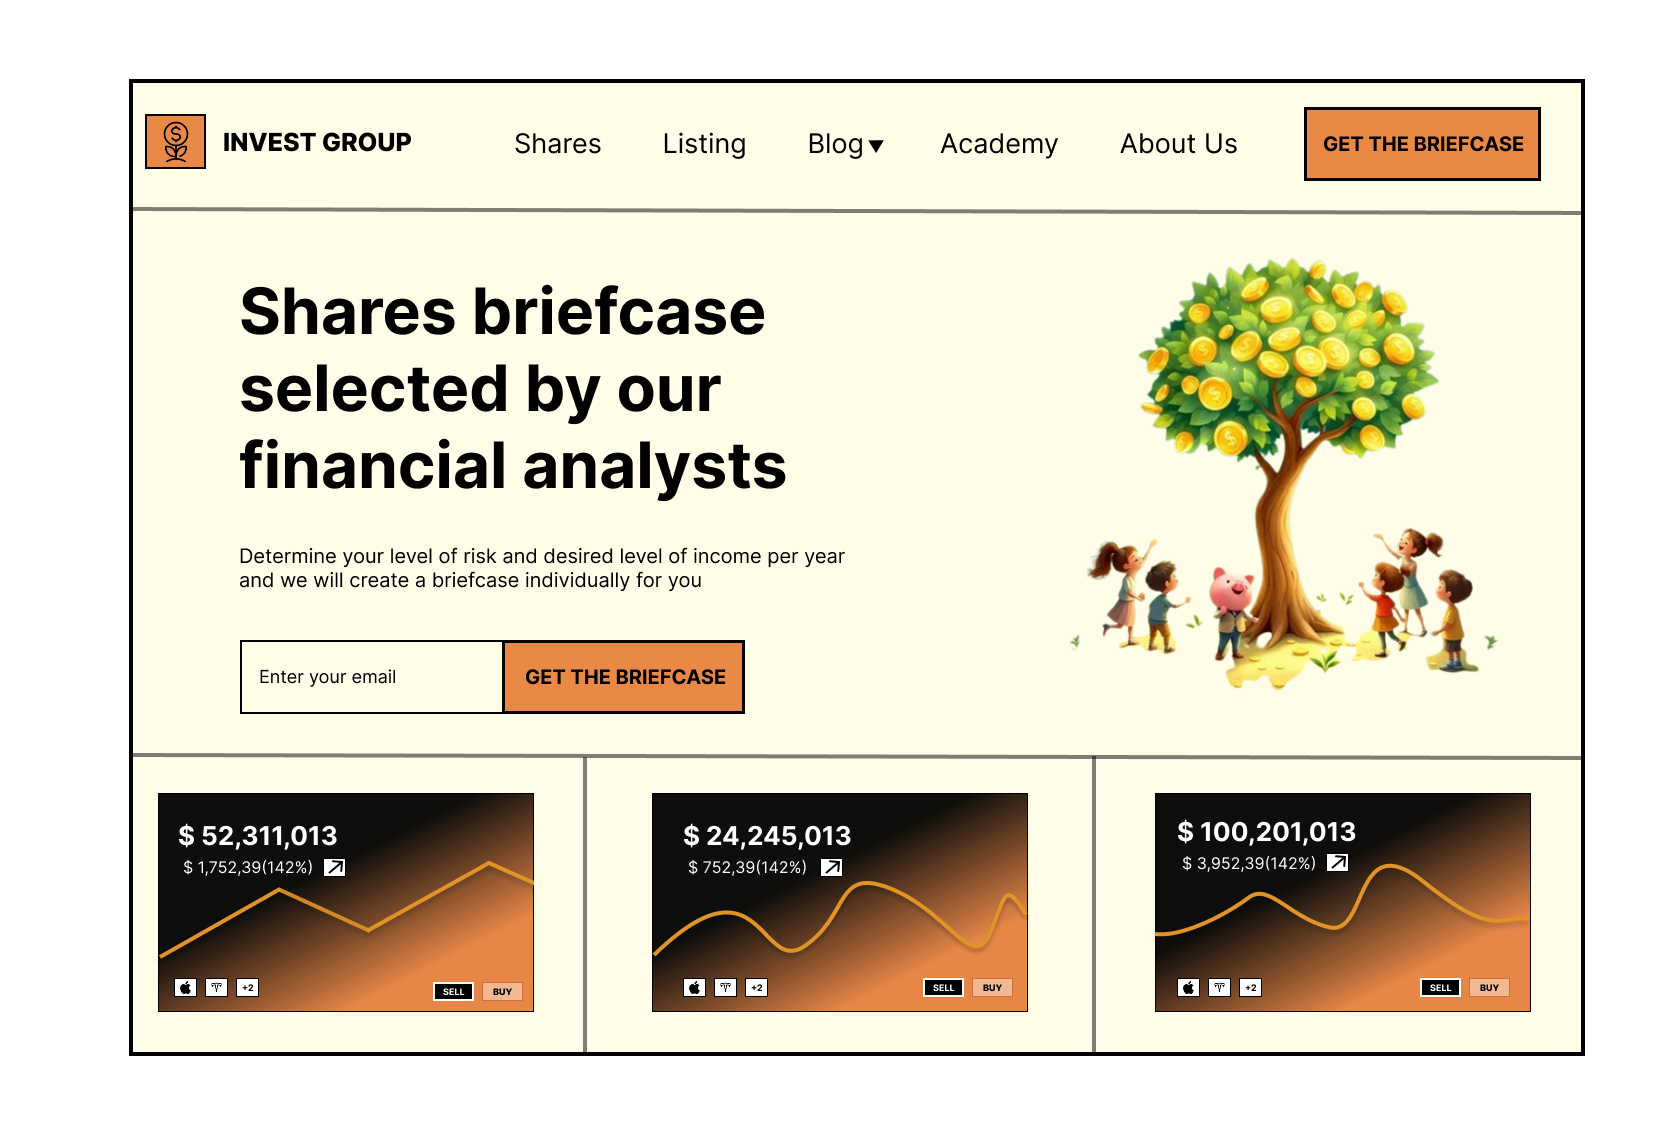 INVEST GROUP
Shares
Listing
Blog
Academy
About Us
GET THE BRIEFCASE
Shares briefcase
selected by our
financial analysts
Determine your level of risk and desired level of income per year
and we will create a briefcase individually for you
Enter your email
GET THE BRIEFCASE
$ 52,311,013
$ 1,752,39(142%)
+2
SELL
BUY
$ 24,245,013
$ 752,39(142%)
+2
SELL
BUY
$ 100,201,013
$ 3,952,39(142%)
+2
SELL
BUY